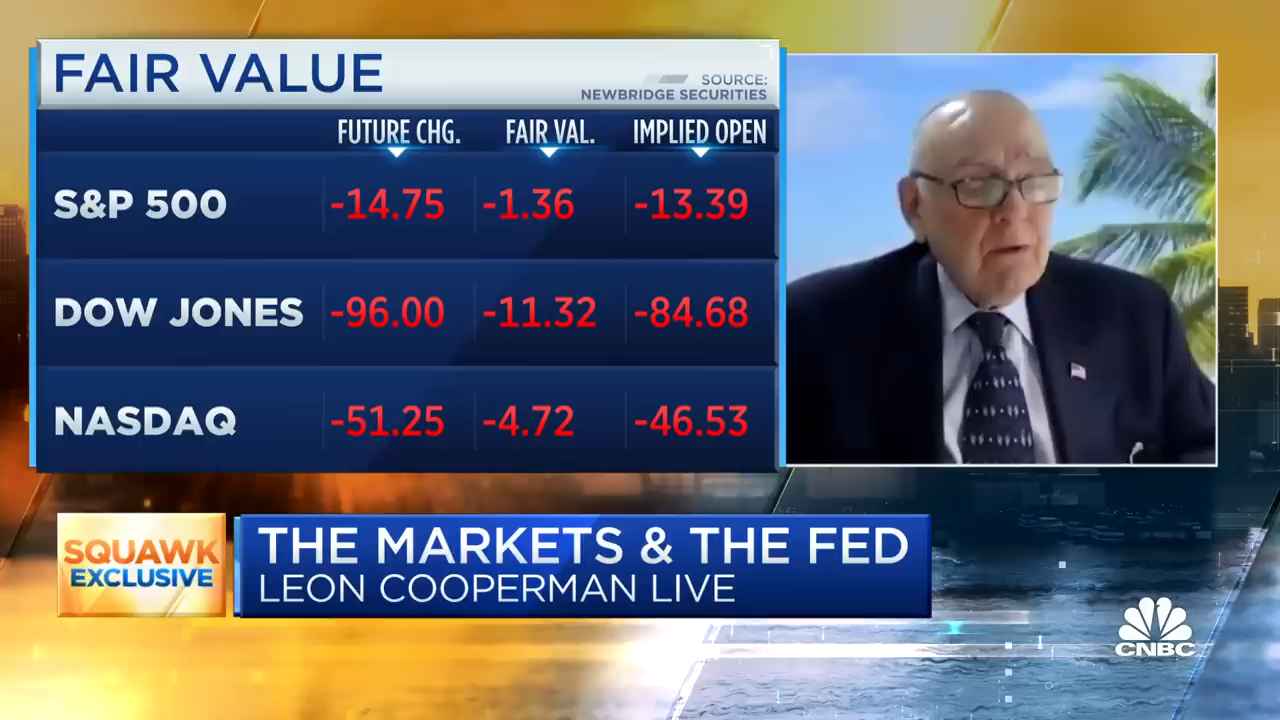 FAIR VALUE
SOURCE:
NEWBRIDGE SECURITIES
FUTURE CHG. FAIR VAL. IMPLIED OPEN
S&P 500 -14.75 -1.36 -13.39
DOW JONES -96.00 -11.32 -84.68
NASDAQ -51.25 -4.72 -46.53
SQUAWK
EXCLUSIVE
THE MARKETS & THE FED
LEON COOPERMAN LIVE
CNBC